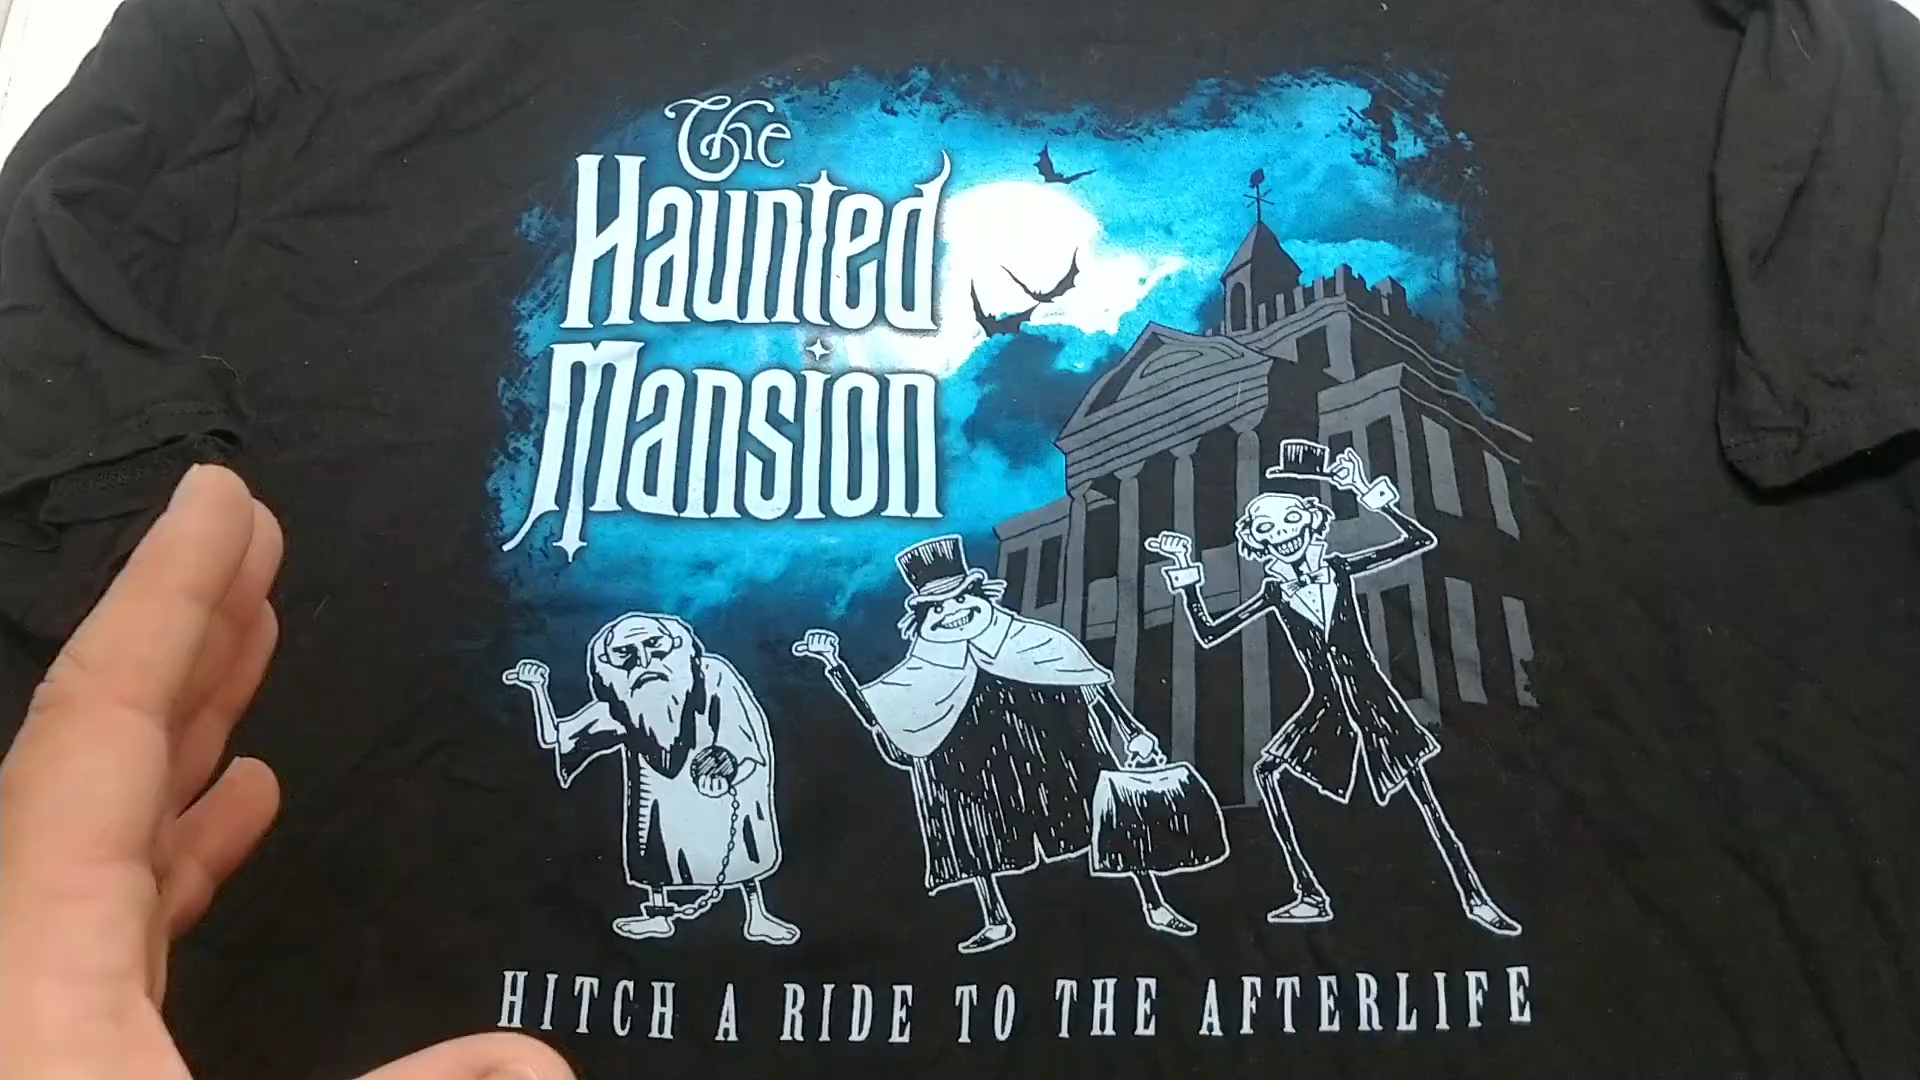 The
Haunted
Mansion
HITCH A RIDE TO THE AFTERLIFE